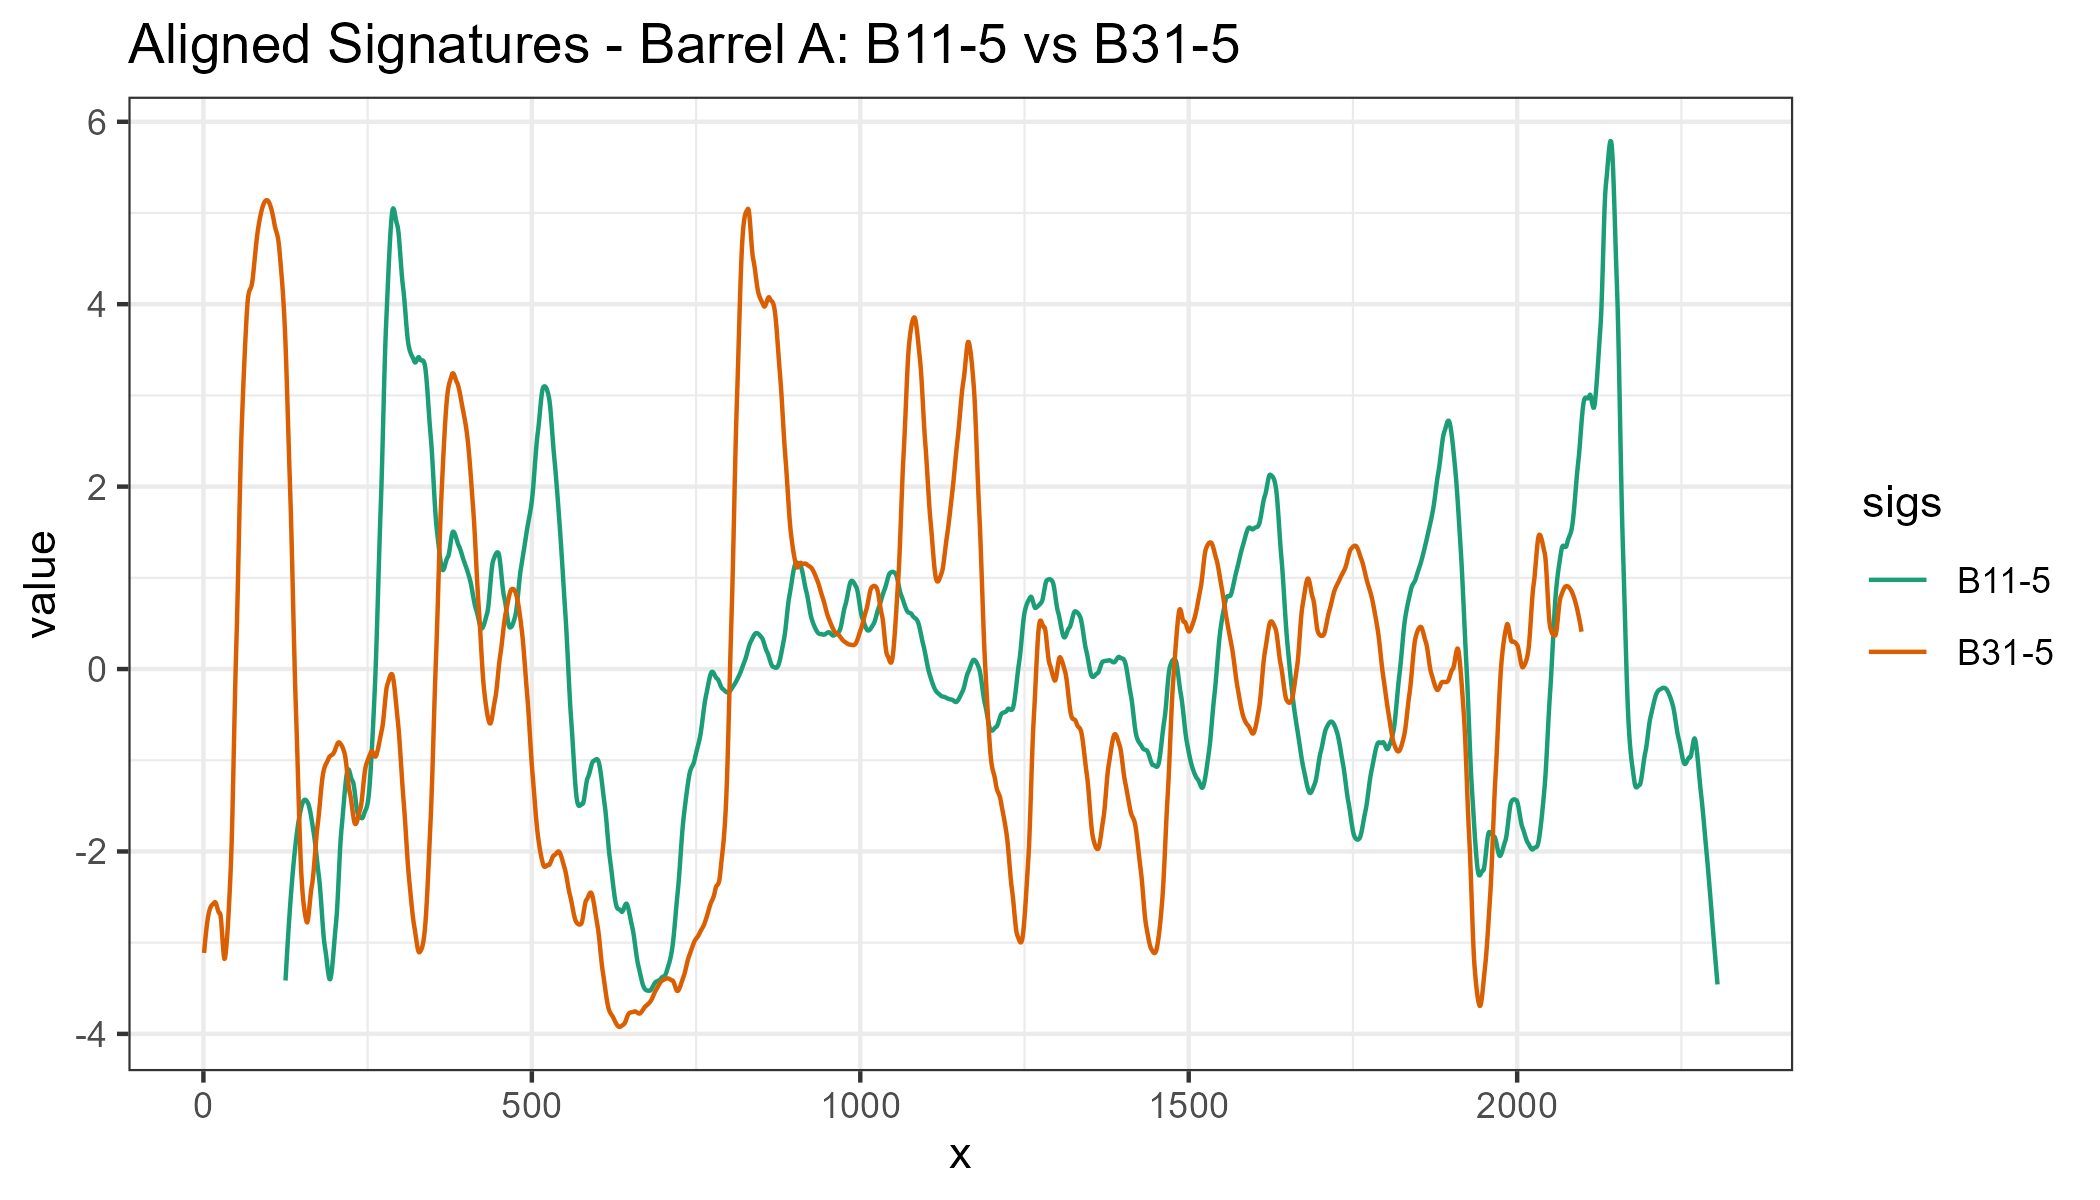 Aligned Signatures - Barrel A: B11-5 vs B31-5
6
4
2
0
-2
-4
value
0 500 1000 1500 2000
x
sigs
B11-5
B31-5